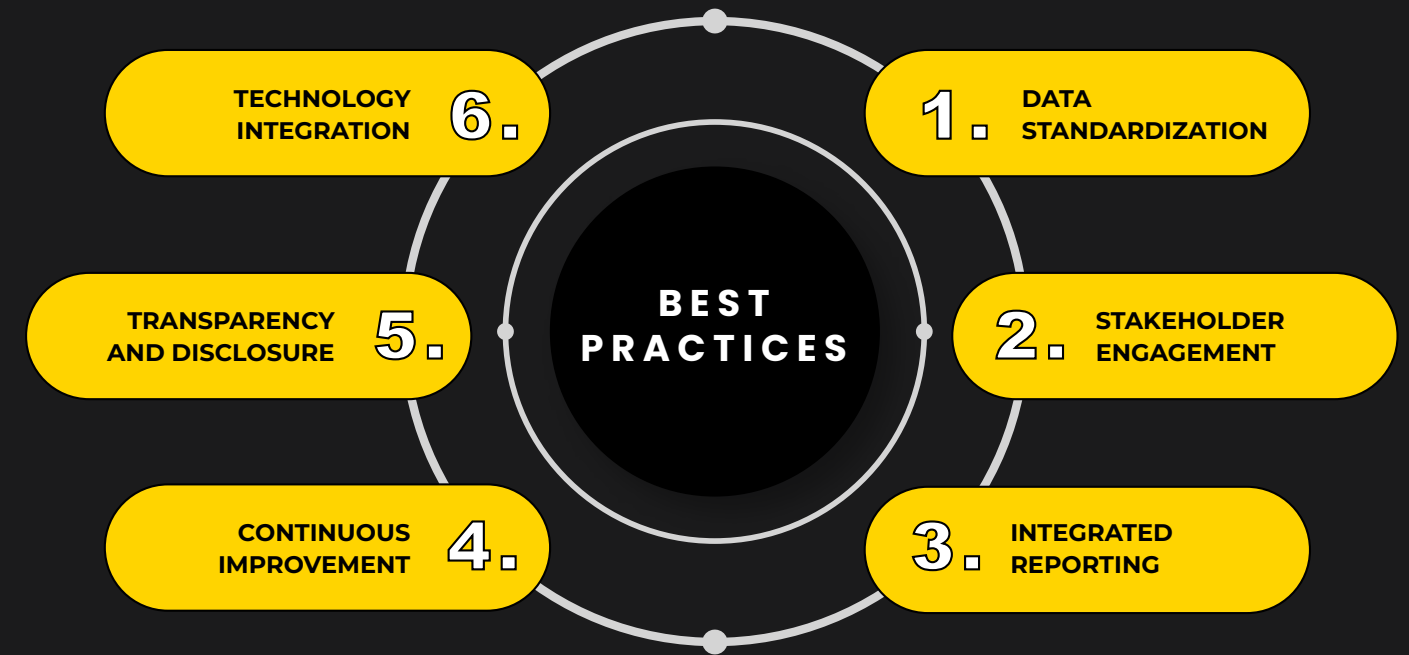 BEST
PRACTICES
1. DATA
STANDARDIZATION
2. STAKEHOLDER
ENGAGEMENT
3. INTEGRATED
REPORTING
4. CONTINUOUS
IMPROVEMENT
5. TRANSPARENCY
AND DISCLOSURE
6. TECHNOLOGY
INTEGRATION